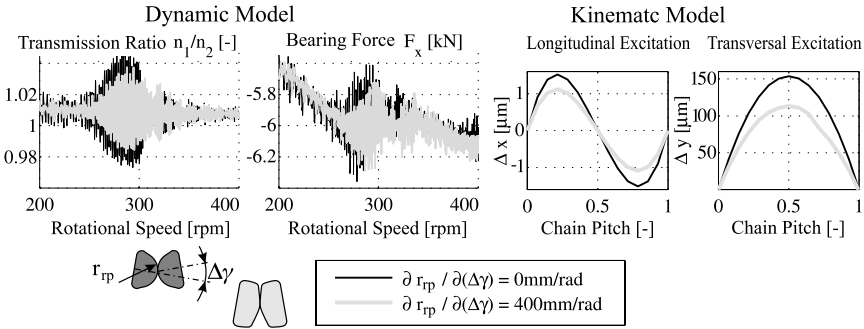 Dynamic Model
Kinematc Model
Transmission Ratio n1/n2 [-]
Bearing Force Fx [kN]
Longitudinal Excitation
Transversal Excitation
1.02
1
0.98
200 250 300 400
Rotational Speed [rpm]
-5.8
-6
-6.2
200 250 300 400
Rotational Speed [rpm]
Δ x [µm]
1
0
-1
0 0.5 1
Chain Pitch [-]
Δ y [µm]
150
100
50
0 0.5 1
Chain Pitch [-]
rrp
Δγ
∂ rrp / ∂(Δγ) = 0mm/rad
∂ rrp / ∂(Δγ) = 400mm/rad